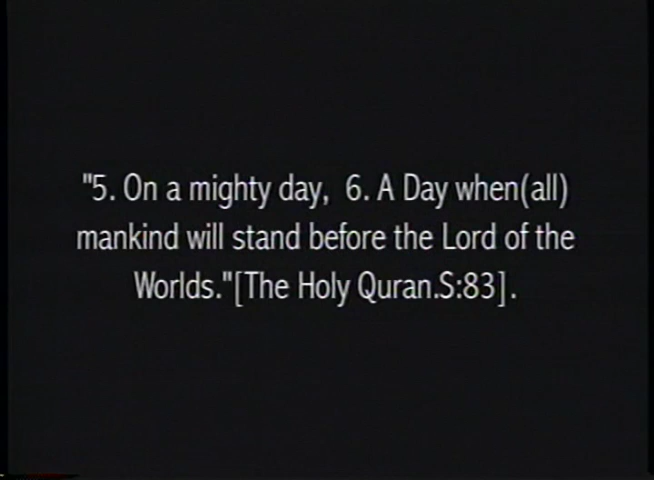 "5. On a mighty day,  6. A Day when(all)
mankind will stand before the Lord of the
Worlds."[The Holy Quran.S:83].